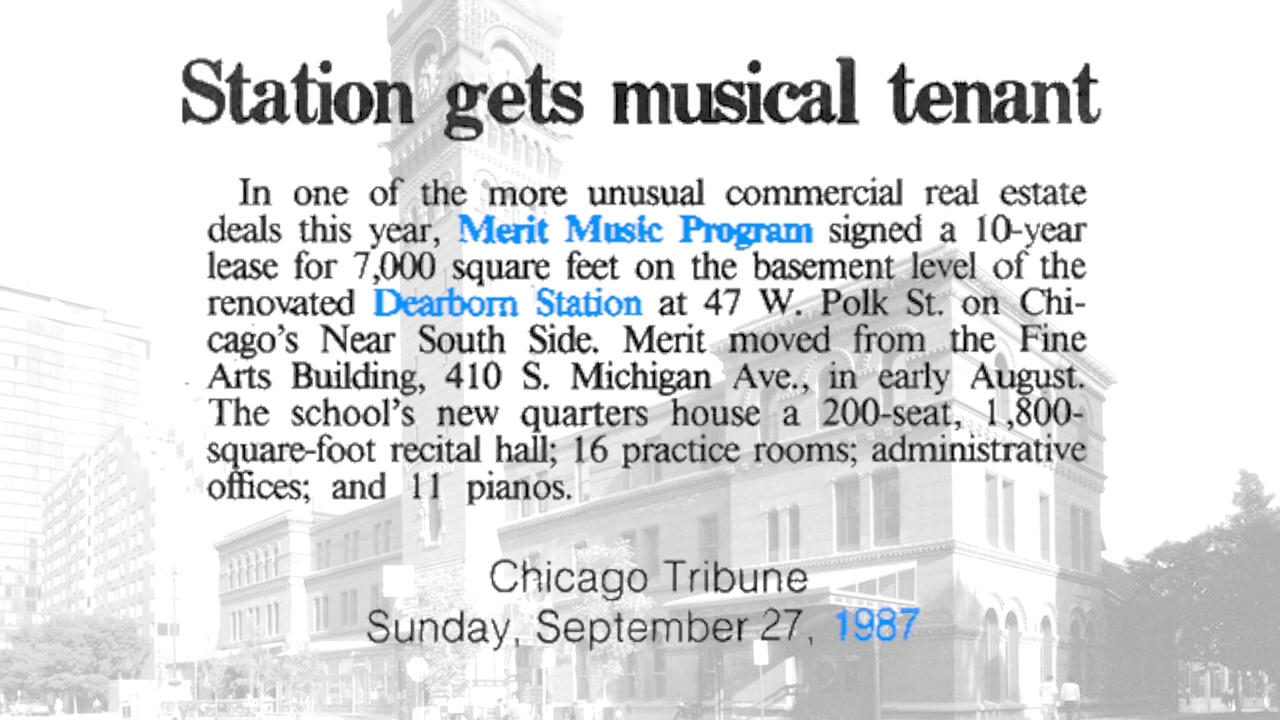 Station gets musical tenant
In one of the more unusual commercial real estate
deals this year, Merit Music Program signed a 10-year
lease for 7,000 square feet on the basement level of the
renovated Dearborn Station at 47 W. Polk St. on Chi-
cago's Near South Side. Merit moved from the Fine
Arts Building, 410 S. Michigan Ave., in early August.
The school's new quarters house a 200-seat, 1,800-
square-foot recital hall; 16 practice rooms; administrative
offices; and 11 pianos.
Chicago Tribune
Sunday, September 27, 1987